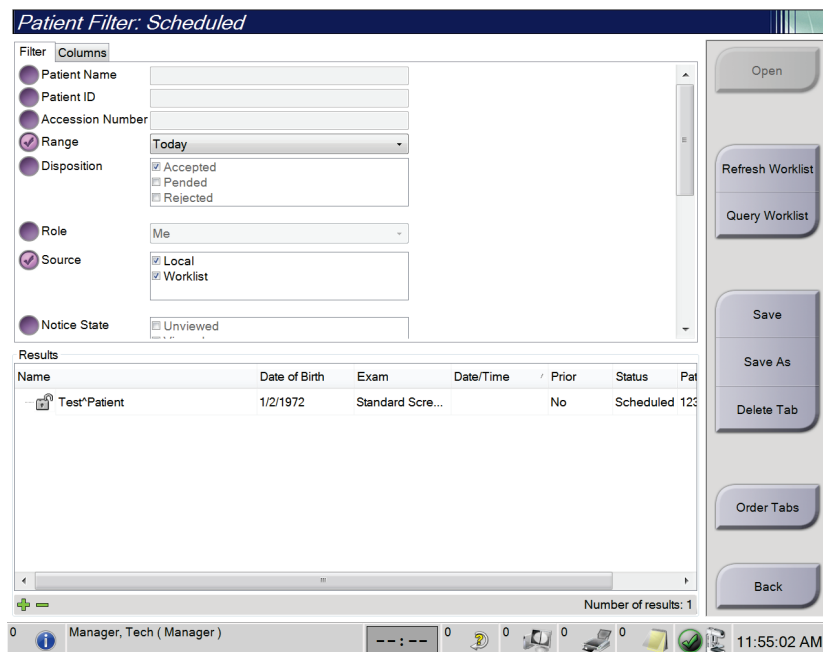 Patient Filter: Scheduled
Filter Columns
Patient Name
Patient ID
Accession Number
Range Today
Disposition Accepted
Pended
Rejected
Role Me
Source Local
Worklist
Notice State Unviewed
Open
Refresh Worklist
Query Worklist
Save
Save As
Delete Tab
Order Tabs
Back
Results
Name Date of Birth Exam Date/Time Prior Status Pat
Test^Patient 1/2/1972 Standard Scre... No Scheduled 123
Number of results: 1
0 Manager, Tech ( Manager ) --:-- 0 0 0 0 11:55:02 AM